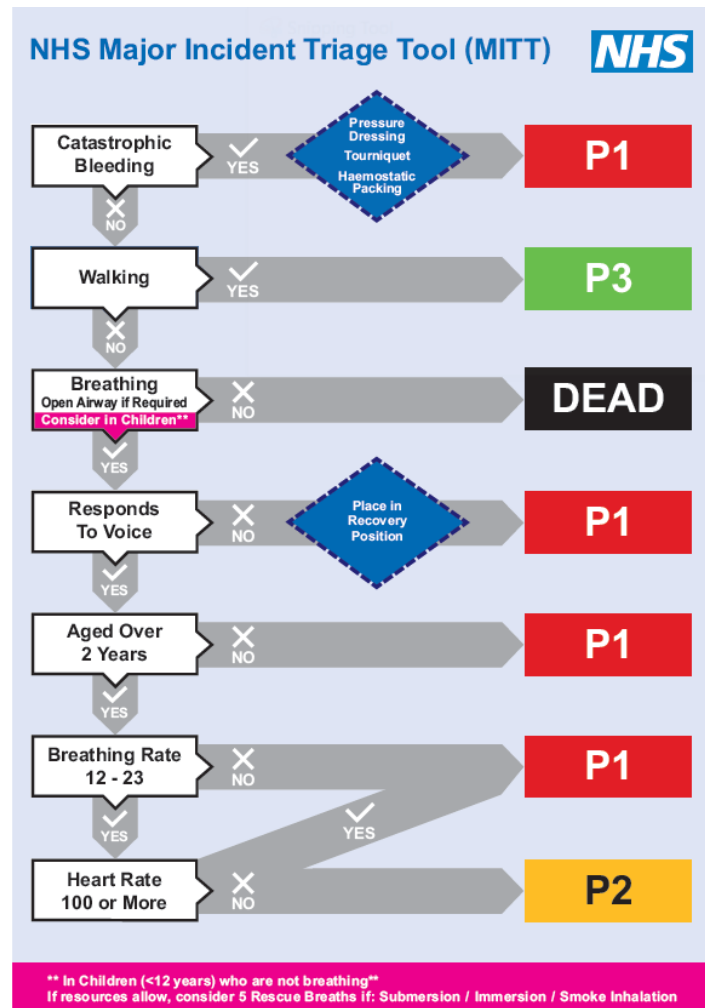 NHS Major Incident Triage Tool (MITT)
NHS
Catastrophic
Bleeding
YES
Pressure
Dressing
Tourniquet
Haemostatic
Packing
P1
NO
Walking
YES
P3
NO
Breathing
Open Airway if Required
Consider in Children**
NO
DEAD
YES
Responds
To Voice
NO
Place in
Recovery
Position
P1
YES
Aged Over
2 Years
NO
P1
YES
Breathing Rate
12 - 23
NO
P1
YES
YES
Heart Rate
100 or More
NO
P2
** In Children (<12 years) who are not breathing**
If resources allow, consider 5 Rescue Breaths if: Submersion / Immersion / Smoke Inhalation